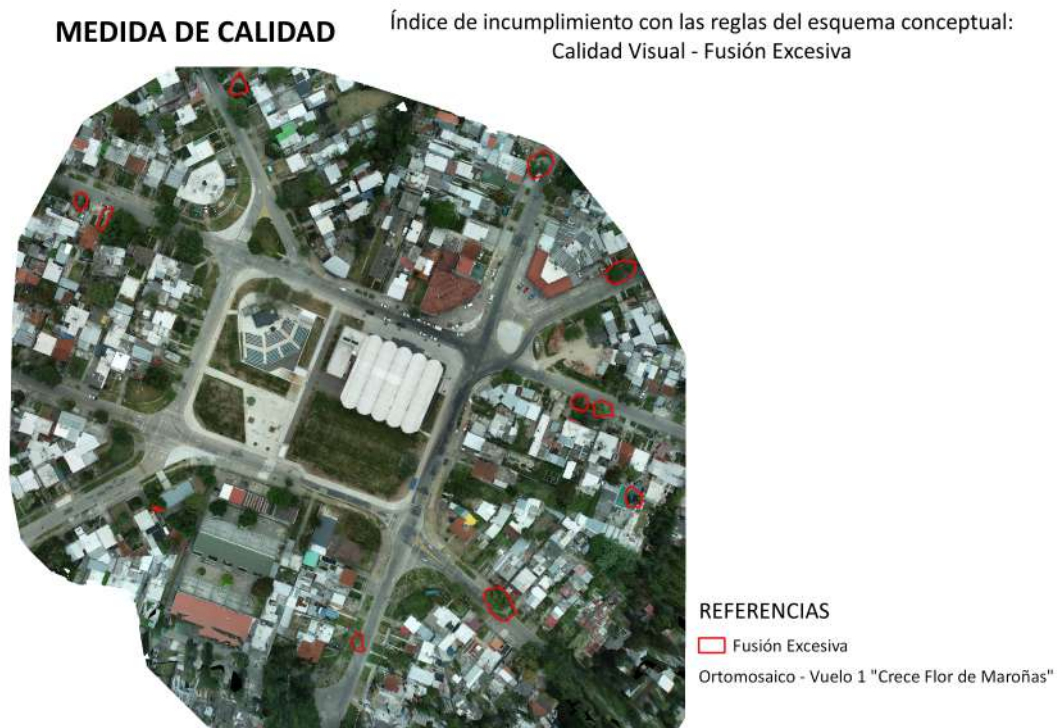 MEDIDA DE CALIDAD
Índice de incumplimiento con las reglas del esquema conceptual:
Calidad Visual - Fusión Excesiva
REFERENCIAS
Fusión Excesiva
Ortomosaico - Vuelo 1 "Crece Flor de Maroñas"